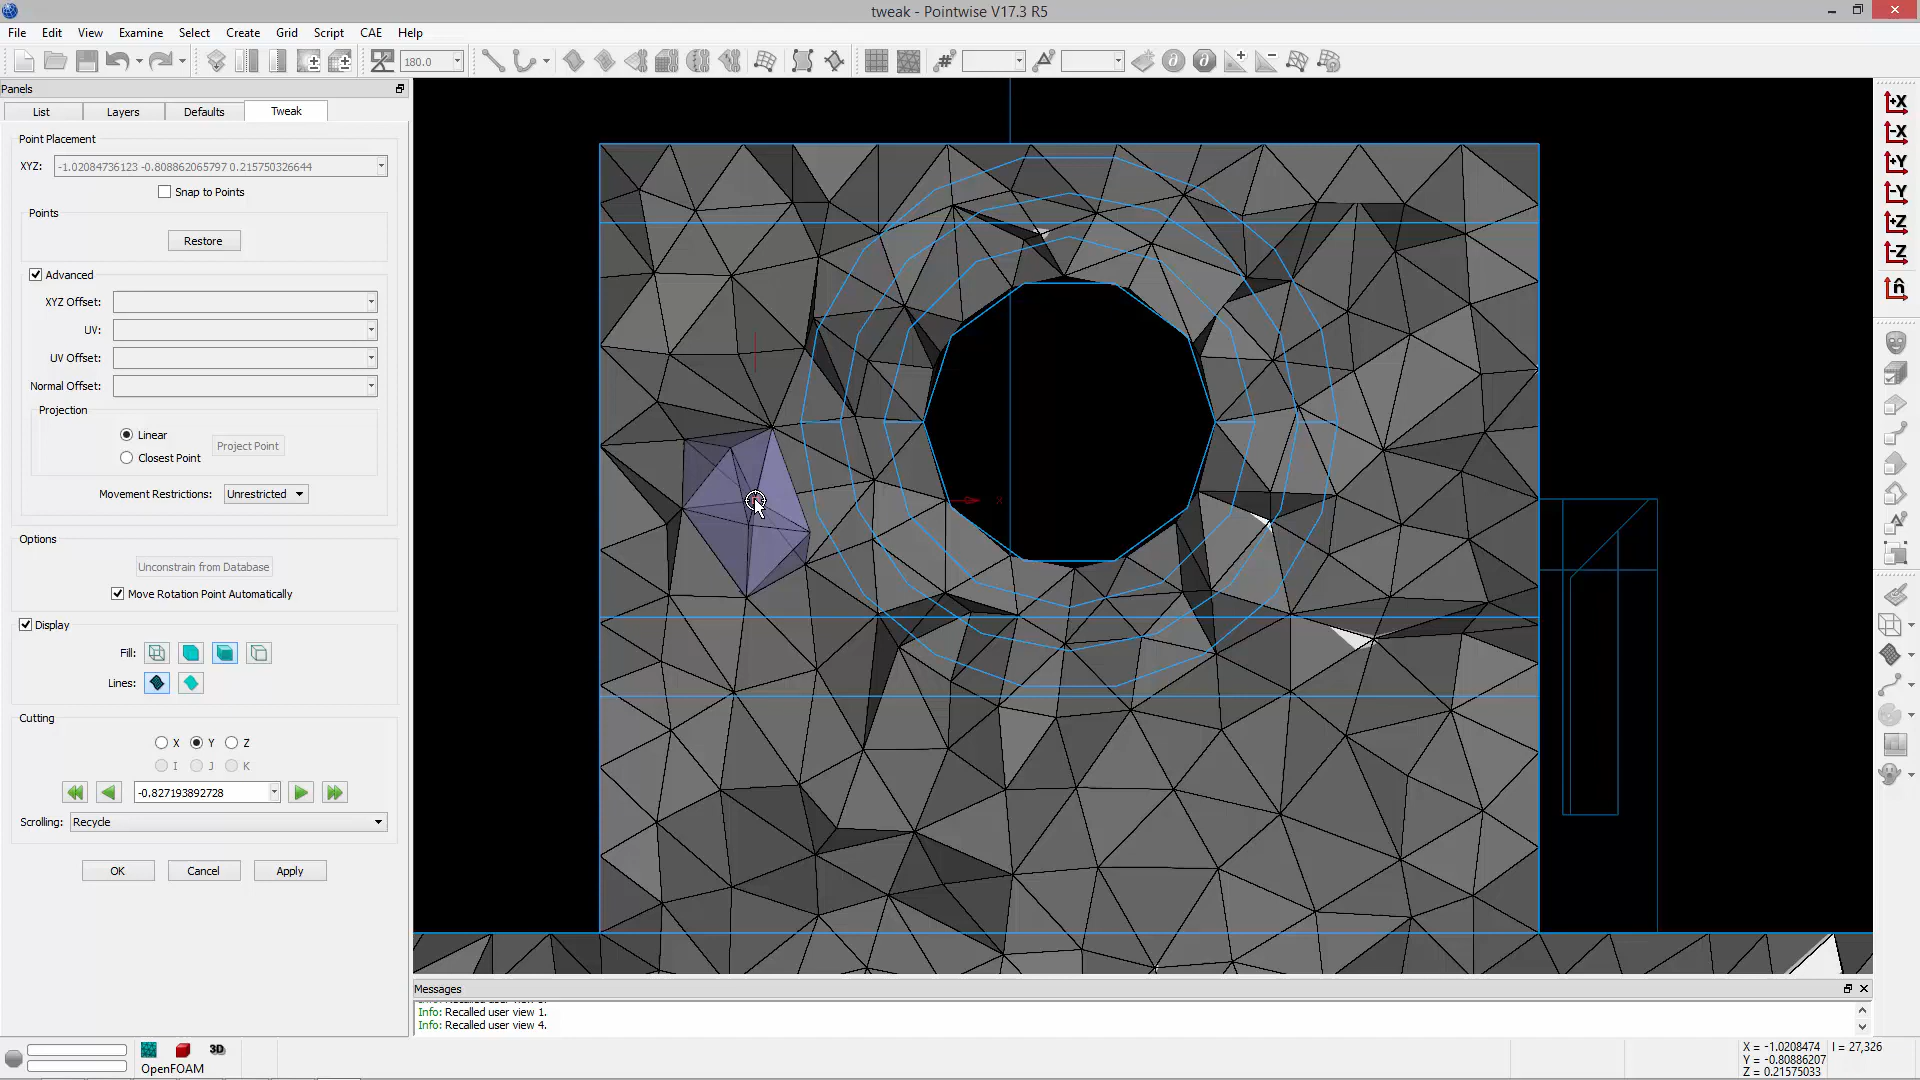 tweak - Pointwise V17.3 R5
File Edit View Examine Select Create Grid Script CAE Help
180.0
Panels
List Layers Defaults Tweak
Point Placement
XYZ: -1.02084736123 -0.808862065797 0.215750326644
Snap to Points
Points
Restore
Advanced
XYZ Offset:
UV:
UV Offset:
Normal Offset:
Projection
Linear
Project Point
Closest Point
Movement Restrictions: Unrestricted
Options
Unconstrain from Database
Move Rotation Point Automatically
Display
Fill:
Lines:
Cutting
X Y Z
I J K
-0.827193892728
Scrolling: Recycle
OK Cancel Apply
X
+X
-X
+Y
-Y
+Z
-Z
n̂
Messages
Info: Recalled user view 1.
Info: Recalled user view 4.
3D
OpenFOAM
X = -1.0208474 I = 27,326
Y = -0.80886207
Z = 0.21575033